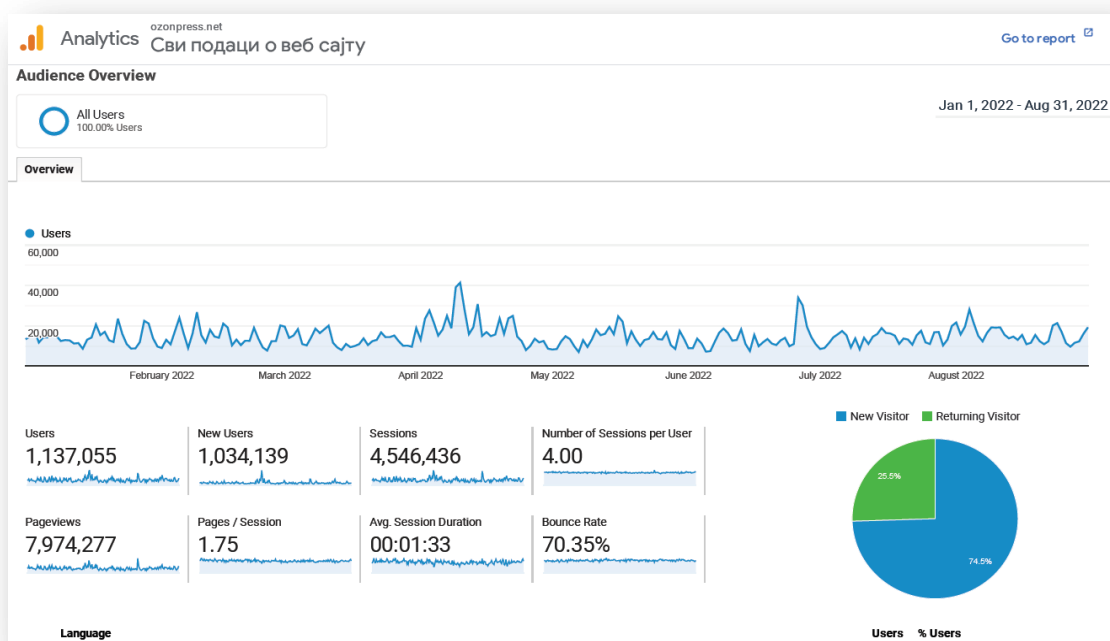 ozonpress.net
Analytics Сви подаци о веб сајту
Go to report
Audience Overview
All Users
100.00% Users
Jan 1, 2022 - Aug 31, 2022
Overview
Users
60,000
40,000
20,000
February 2022 March 2022 April 2022 May 2022 June 2022 July 2022 August 2022
New Visitor Returning Visitor
Users New Users Sessions Number of Sessions per User
1,137,055 1,034,139 4,546,436 4.00
Pageviews Pages / Session Avg. Session Duration Bounce Rate
7,974,277 1.75 00:01:33 70.35%
25.5%
74.5%
Language Users % Users